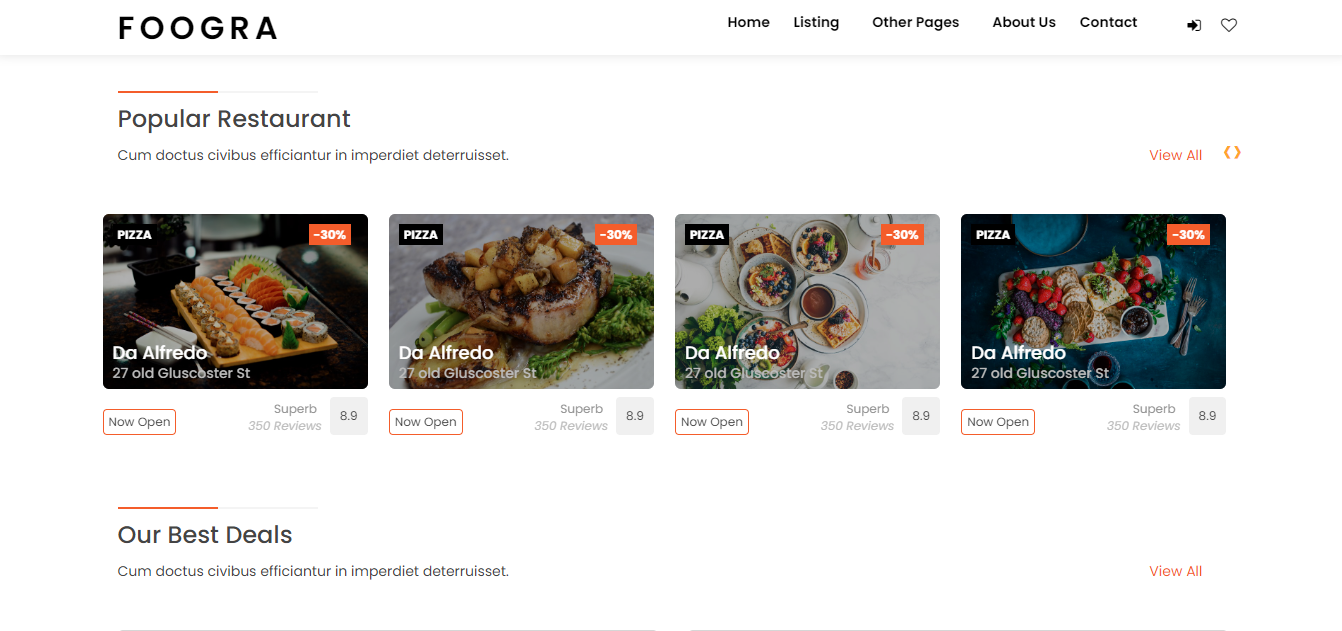 FOOGRA
Home Listing Other Pages About Us Contact
Popular Restaurant
Cum doctus civibus efficiantur in imperdiet deterruisset.
View All
PIZZA -30%
Da Alfredo
27 old Gluscoster St
Now Open
Superb
350 Reviews
8.9
PIZZA -30%
Da Alfredo
27 old Gluscoster St
Now Open
Superb
350 Reviews
8.9
PIZZA -30%
Da Alfredo
27 old Gluscoster St
Now Open
Superb
350 Reviews
8.9
PIZZA -30%
Da Alfredo
27 old Gluscoster St
Now Open
Superb
350 Reviews
8.9
Our Best Deals
Cum doctus civibus efficiantur in imperdiet deterruisset.
View All